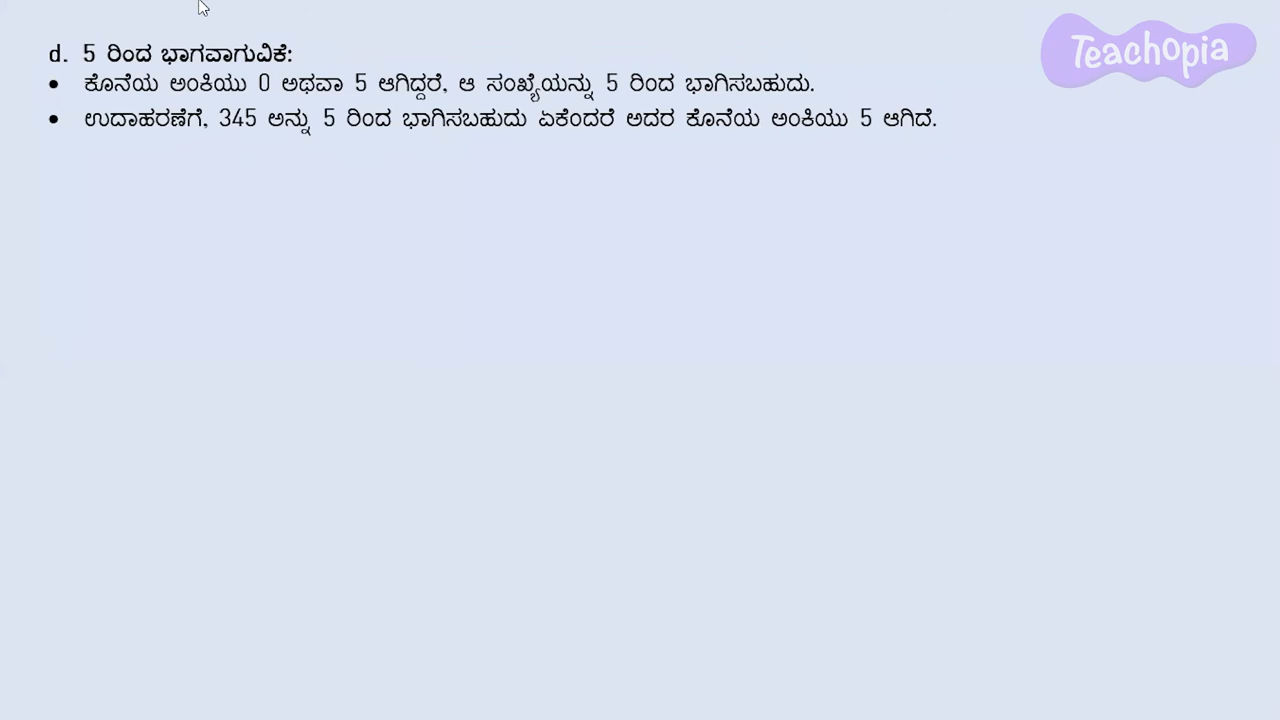 Teachopia
d. 5 ರಿಂದ ಭಾಗವಾಗುವಿಕೆ:
• ಕೊನೆಯ ಅಂಕಿಯು 0 ಅಥವಾ 5 ಆಗಿದ್ದರೆ, ಆ ಸಂಖ್ಯೆಯನ್ನು 5 ರಿಂದ ಭಾಗಿಸಬಹುದು.
• ಉದಾಹರಣೆಗೆ, 345 ಅನ್ನು 5 ರಿಂದ ಭಾಗಿಸಬಹುದು ಏಕೆಂದರೆ ಅದರ ಕೊನೆಯ ಅಂಕಿಯು 5 ಆಗಿದೆ.